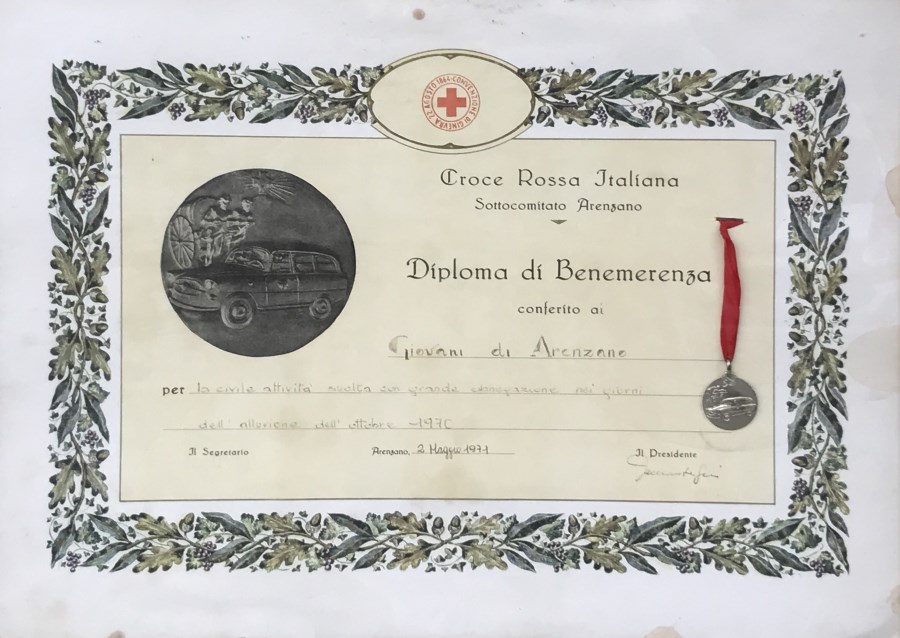 CONVENZIONE DI GINEVRA 22 AGOSTO 1864
Croce Rossa Italiana
Sottocomitato Arenzano
Diploma di Benemerenza
conferito ai
Giovani di Arenzano
per la civile attività svolta con grande abnegazione nei giorni
dell'alluvione dell'ottobre 1970
Il Segretario
Arenzano, 2 Maggio 1971
Il Presidente